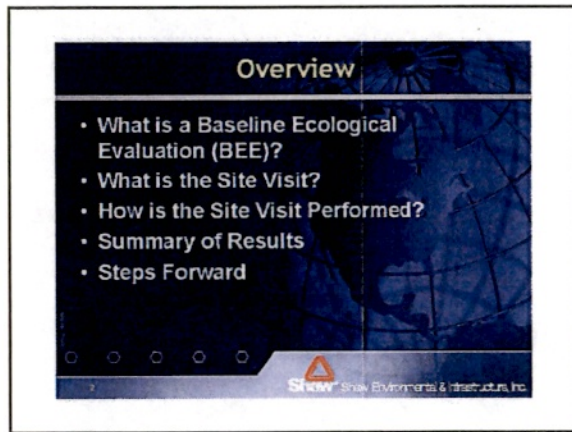 Overview
• What is a Baseline Ecological
Evaluation (BEE)?
• What is the Site Visit?
• How is the Site Visit Performed?
• Summary of Results
• Steps Forward
Shaw Shaw Environmental & Infrastructure, Inc.